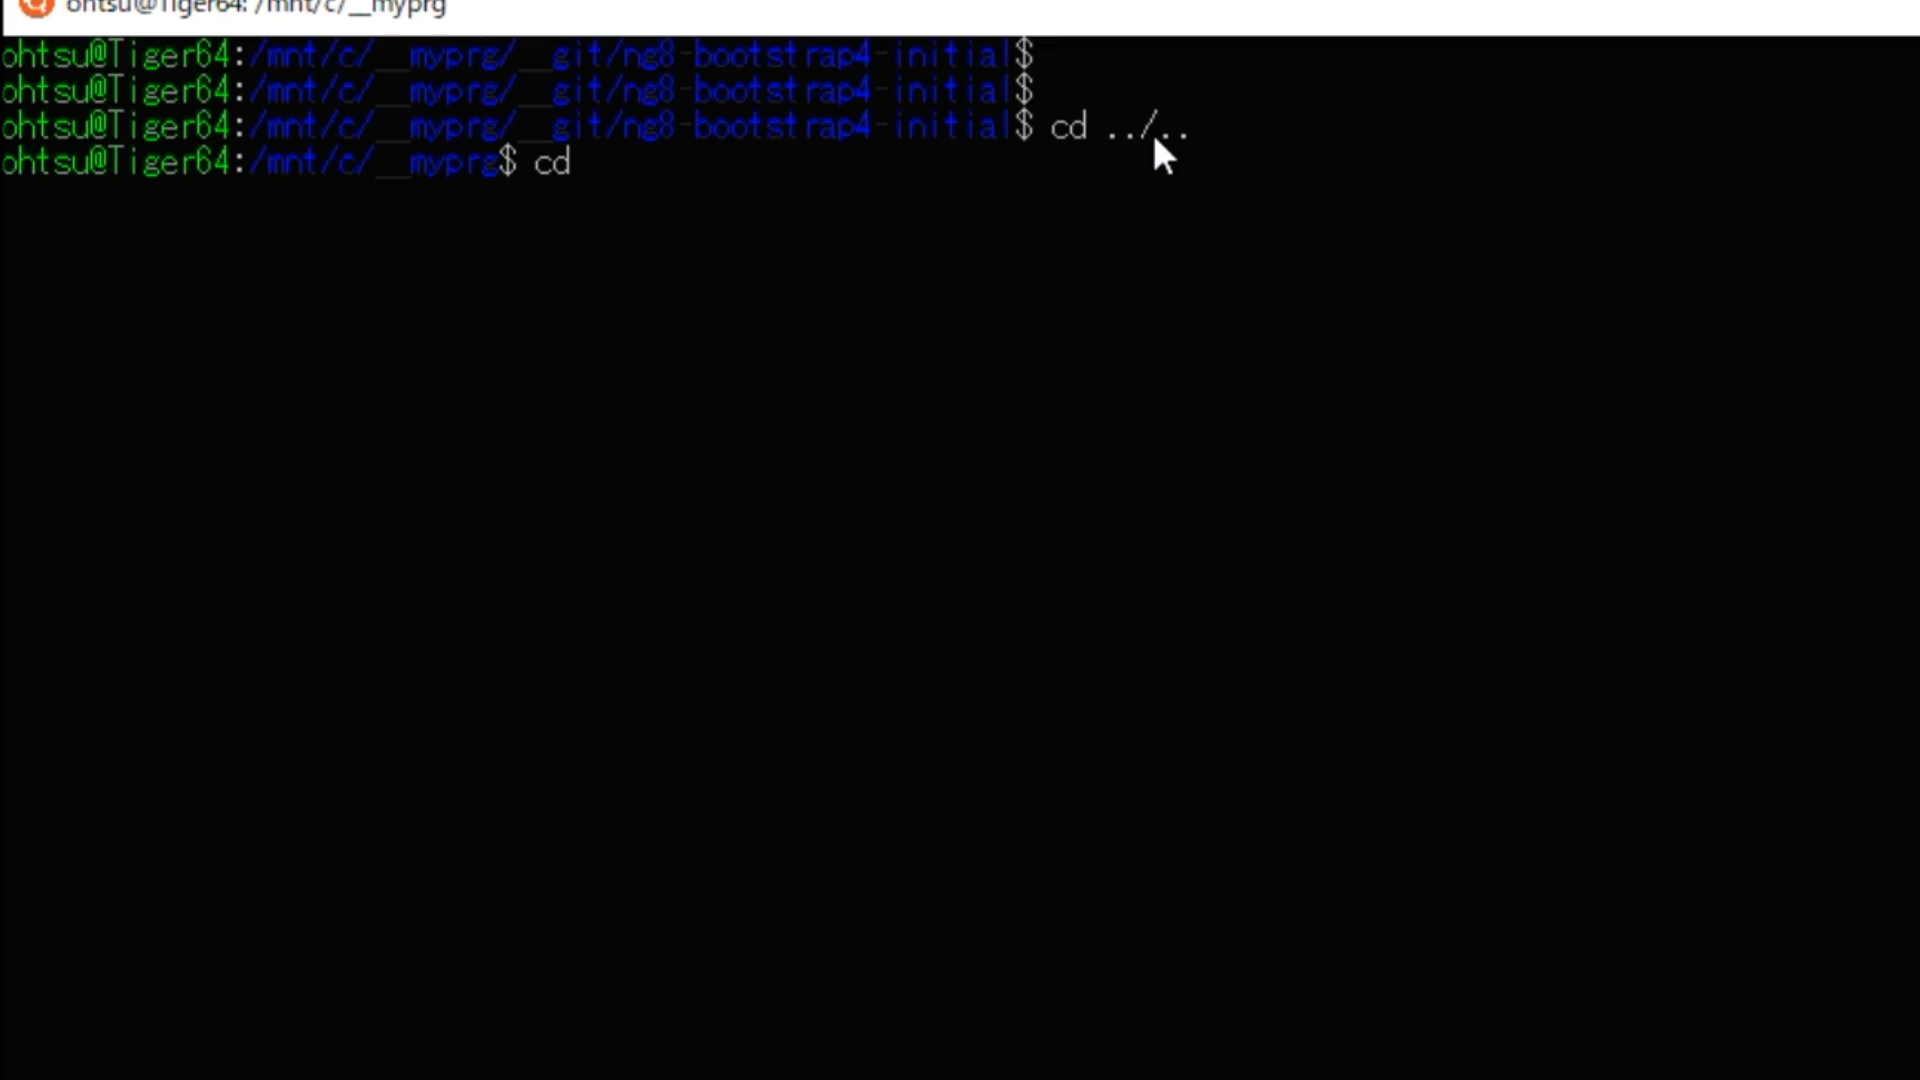 ohtsu@Tiger64: /mnt/c/__myprg
ohtsu@Tiger64:/mnt/c/__myprg/__git/ng8-bootstrap4-initial$
ohtsu@Tiger64:/mnt/c/__myprg/__git/ng8-bootstrap4-initial$
ohtsu@Tiger64:/mnt/c/__myprg/__git/ng8-bootstrap4-initial$ cd ../..
ohtsu@Tiger64:/mnt/c/__myprg$ cd